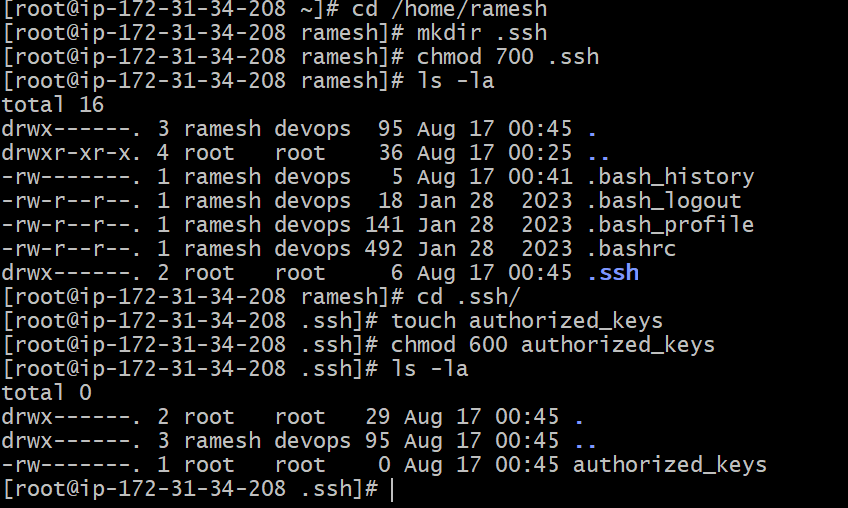 [root@ip-172-31-34-208 ~]# cd /home/ramesh
[root@ip-172-31-34-208 ramesh]# mkdir .ssh
[root@ip-172-31-34-208 ramesh]# chmod 700 .ssh
[root@ip-172-31-34-208 ramesh]# ls -la
total 16
drwx------. 3 ramesh devops  95 Aug 17 00:45 .
drwxr-xr-x. 4 root   root    36 Aug 17 00:25 ..
-rw-------. 1 ramesh devops   5 Aug 17 00:41 .bash_history
-rw-r--r--. 1 ramesh devops  18 Jan 28  2023 .bash_logout
-rw-r--r--. 1 ramesh devops 141 Jan 28  2023 .bash_profile
-rw-r--r--. 1 ramesh devops 492 Jan 28  2023 .bashrc
drwx------. 2 root   root     6 Aug 17 00:45 .ssh
[root@ip-172-31-34-208 ramesh]# cd .ssh/
[root@ip-172-31-34-208 .ssh]# touch authorized_keys
[root@ip-172-31-34-208 .ssh]# chmod 600 authorized_keys
[root@ip-172-31-34-208 .ssh]# ls -la
total 0
drwx------. 2 root   root   29 Aug 17 00:45 .
drwx------. 3 ramesh devops 95 Aug 17 00:45 ..
-rw-------. 1 root   root    0 Aug 17 00:45 authorized_keys
[root@ip-172-31-34-208 .ssh]#